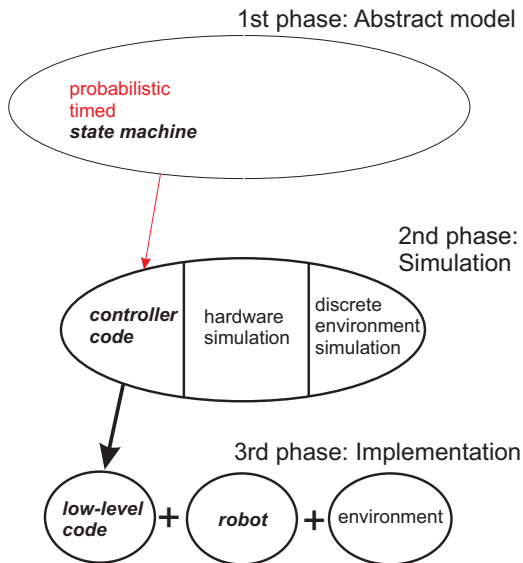 1st phase: Abstract model
probabilistic
timed
state machine
2nd phase:
Simulation
controller
code
hardware
simulation
discrete
environment
simulation
3rd phase: Implementation
low-level
code
+
robot
+
environment